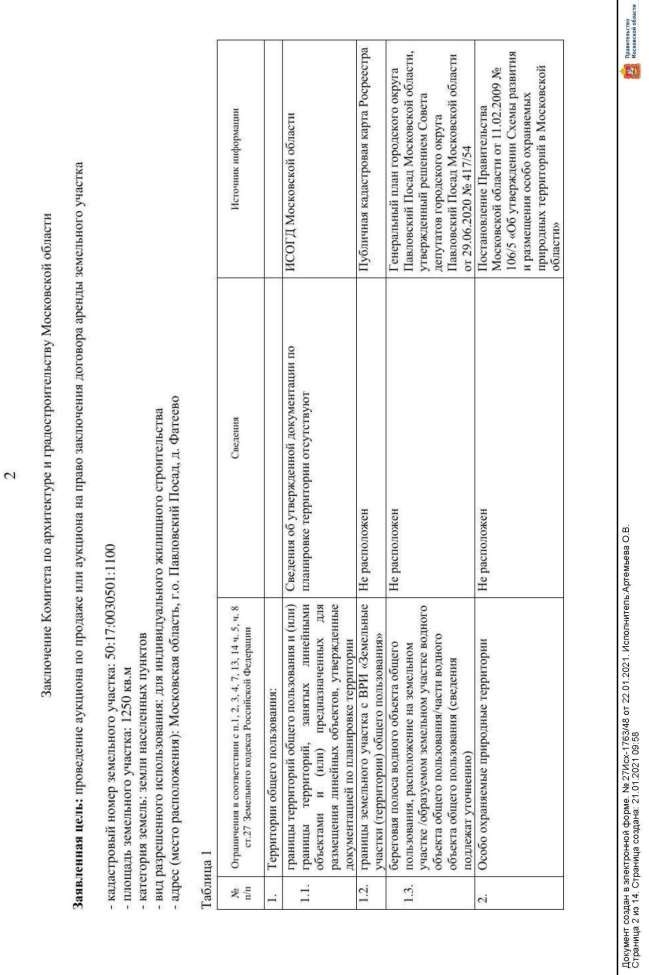 2
Заключение Комитета по архитектуре и градостроительству Московской области
Заявленная цель: проведение аукциона по продаже или аукциона на право заключения договора аренды земельного участка
- кадастровый номер земельного участка: 50:17:0030501:1100
- площадь земельного участка: 1250 кв.м
- категория земель: земли населенных пунктов
- вид разрешенного использования: для индивидуального жилищного строительства
- адрес (место расположения): Московская область, г.о. Павловский Посад, д. Фатеево
Таблица 1
№
п/п
Ограничения в соответствии с п.1, 2, 3, 4, 7, 13, 14 ч. 5, ч. 8
ст.27 Земельного кодекса Российской Федерации
Сведения
Источник информации
1.
Территории общего пользования:
1.1.
границы территорий общего пользования и (или)
границы территорий, занятых линейными
объектами и (или) предназначенных для
размещения линейных объектов, утвержденные
документацией по планировке территории
Сведения об утвержденной документации по
планировке территории отсутствуют
ИСОГД Московской области
1.2.
границы земельного участка с ВРИ «Земельные
участки (территории) общего пользования»
Не расположен
Публичная кадастровая карта Росреестра
1.3.
береговая полоса водного объекта общего
пользования, расположение на земельном
участке /образуемом земельном участке водного
объекта общего пользования/части водного
объекта общего пользования (сведения
подлежат уточнению)
Не расположен
Генеральный план городского округа
Павловский Посад Московской области,
утвержденный решением Совета
депутатов городского округа
Павловский Посад Московской области
от 29.06.2020 № 417/54
2.
Особо охраняемые природные территории
Не расположен
Постановление Правительства
Московской области от 11.02.2009 №
106/5 «Об утверждении Схемы развития
и размещения особо охраняемых
природных территорий в Московской
области»
Документ создан в электронной форме. № 27Исх-1763/48 от 22.01.2021. Исполнитель:Артемьева О.В.
Страница 2 из 14. Страница создана: 21.01.2021 09:58
Правительство
Московской области